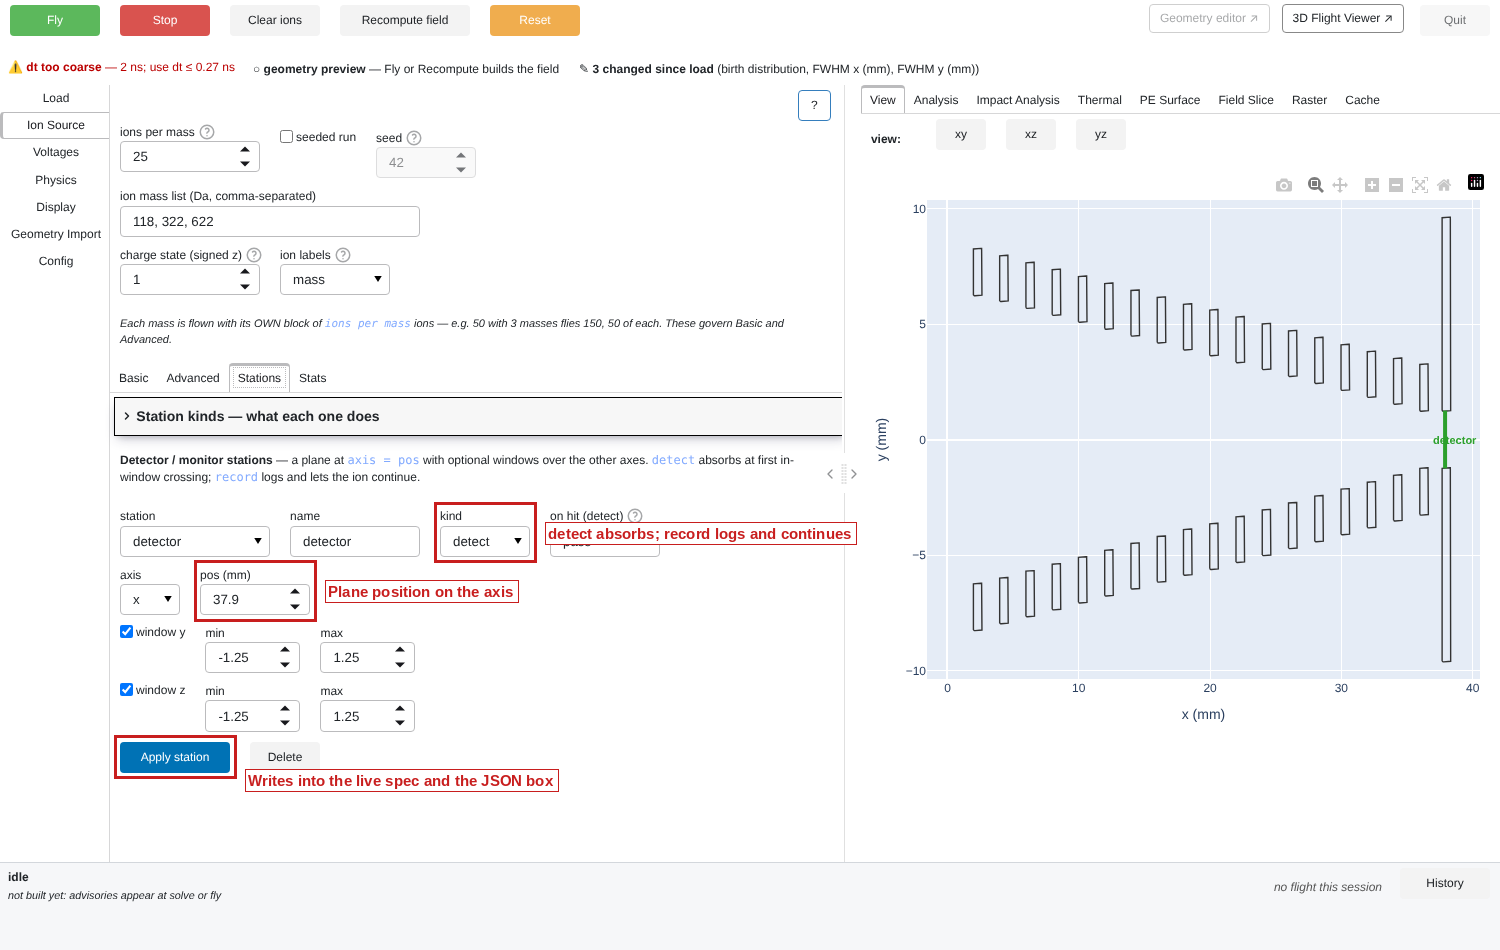 Fly
Stop
Clear ions
Recompute field
Reset
Geometry editor ↗
3D Flight Viewer ↗
Quit
⚠ dt too coarse — 2 ns; use dt ≤ 0.27 ns
○ geometry preview — Fly or Recompute builds the field
✎ 3 changed since load (birth distribution, FWHM x (mm), FWHM y (mm))
Load
Ion Source
Voltages
Physics
Display
Geometry Import
Config
?
ions per mass ?
25
seeded run
seed ?
42
ion mass list (Da, comma-separated)
118, 322, 622
charge state (signed z) ?
1
ion labels ?
mass
Each mass is flown with its OWN block of ions per mass ions — e.g. 50 with 3 masses flies 150, 50 of each. These govern Basic and
Advanced.
Basic
Advanced
Stations
Stats
Station kinds — what each one does
Detector / monitor stations — a plane at axis = pos with optional windows over the other axes. detect absorbs at first in-
window crossing; record logs and lets the ion continue.
station
detector
name
detector
kind
detect
on hit (detect) ?
detect absorbs; record logs and continues
axis
x
pos (mm)
37.9
Plane position on the axis
window y
min
-1.25
max
1.25
window z
min
-1.25
max
1.25
Apply station
Delete
Writes into the live spec and the JSON box
View
Analysis
Impact Analysis
Thermal
PE Surface
Field Slice
Raster
Cache
view:
xy
xz
yz
10
5
0
−5
−10
y (mm)
detector
0
10
20
30
40
x (mm)
idle
not built yet: advisories appear at solve or fly
no flight this session
History